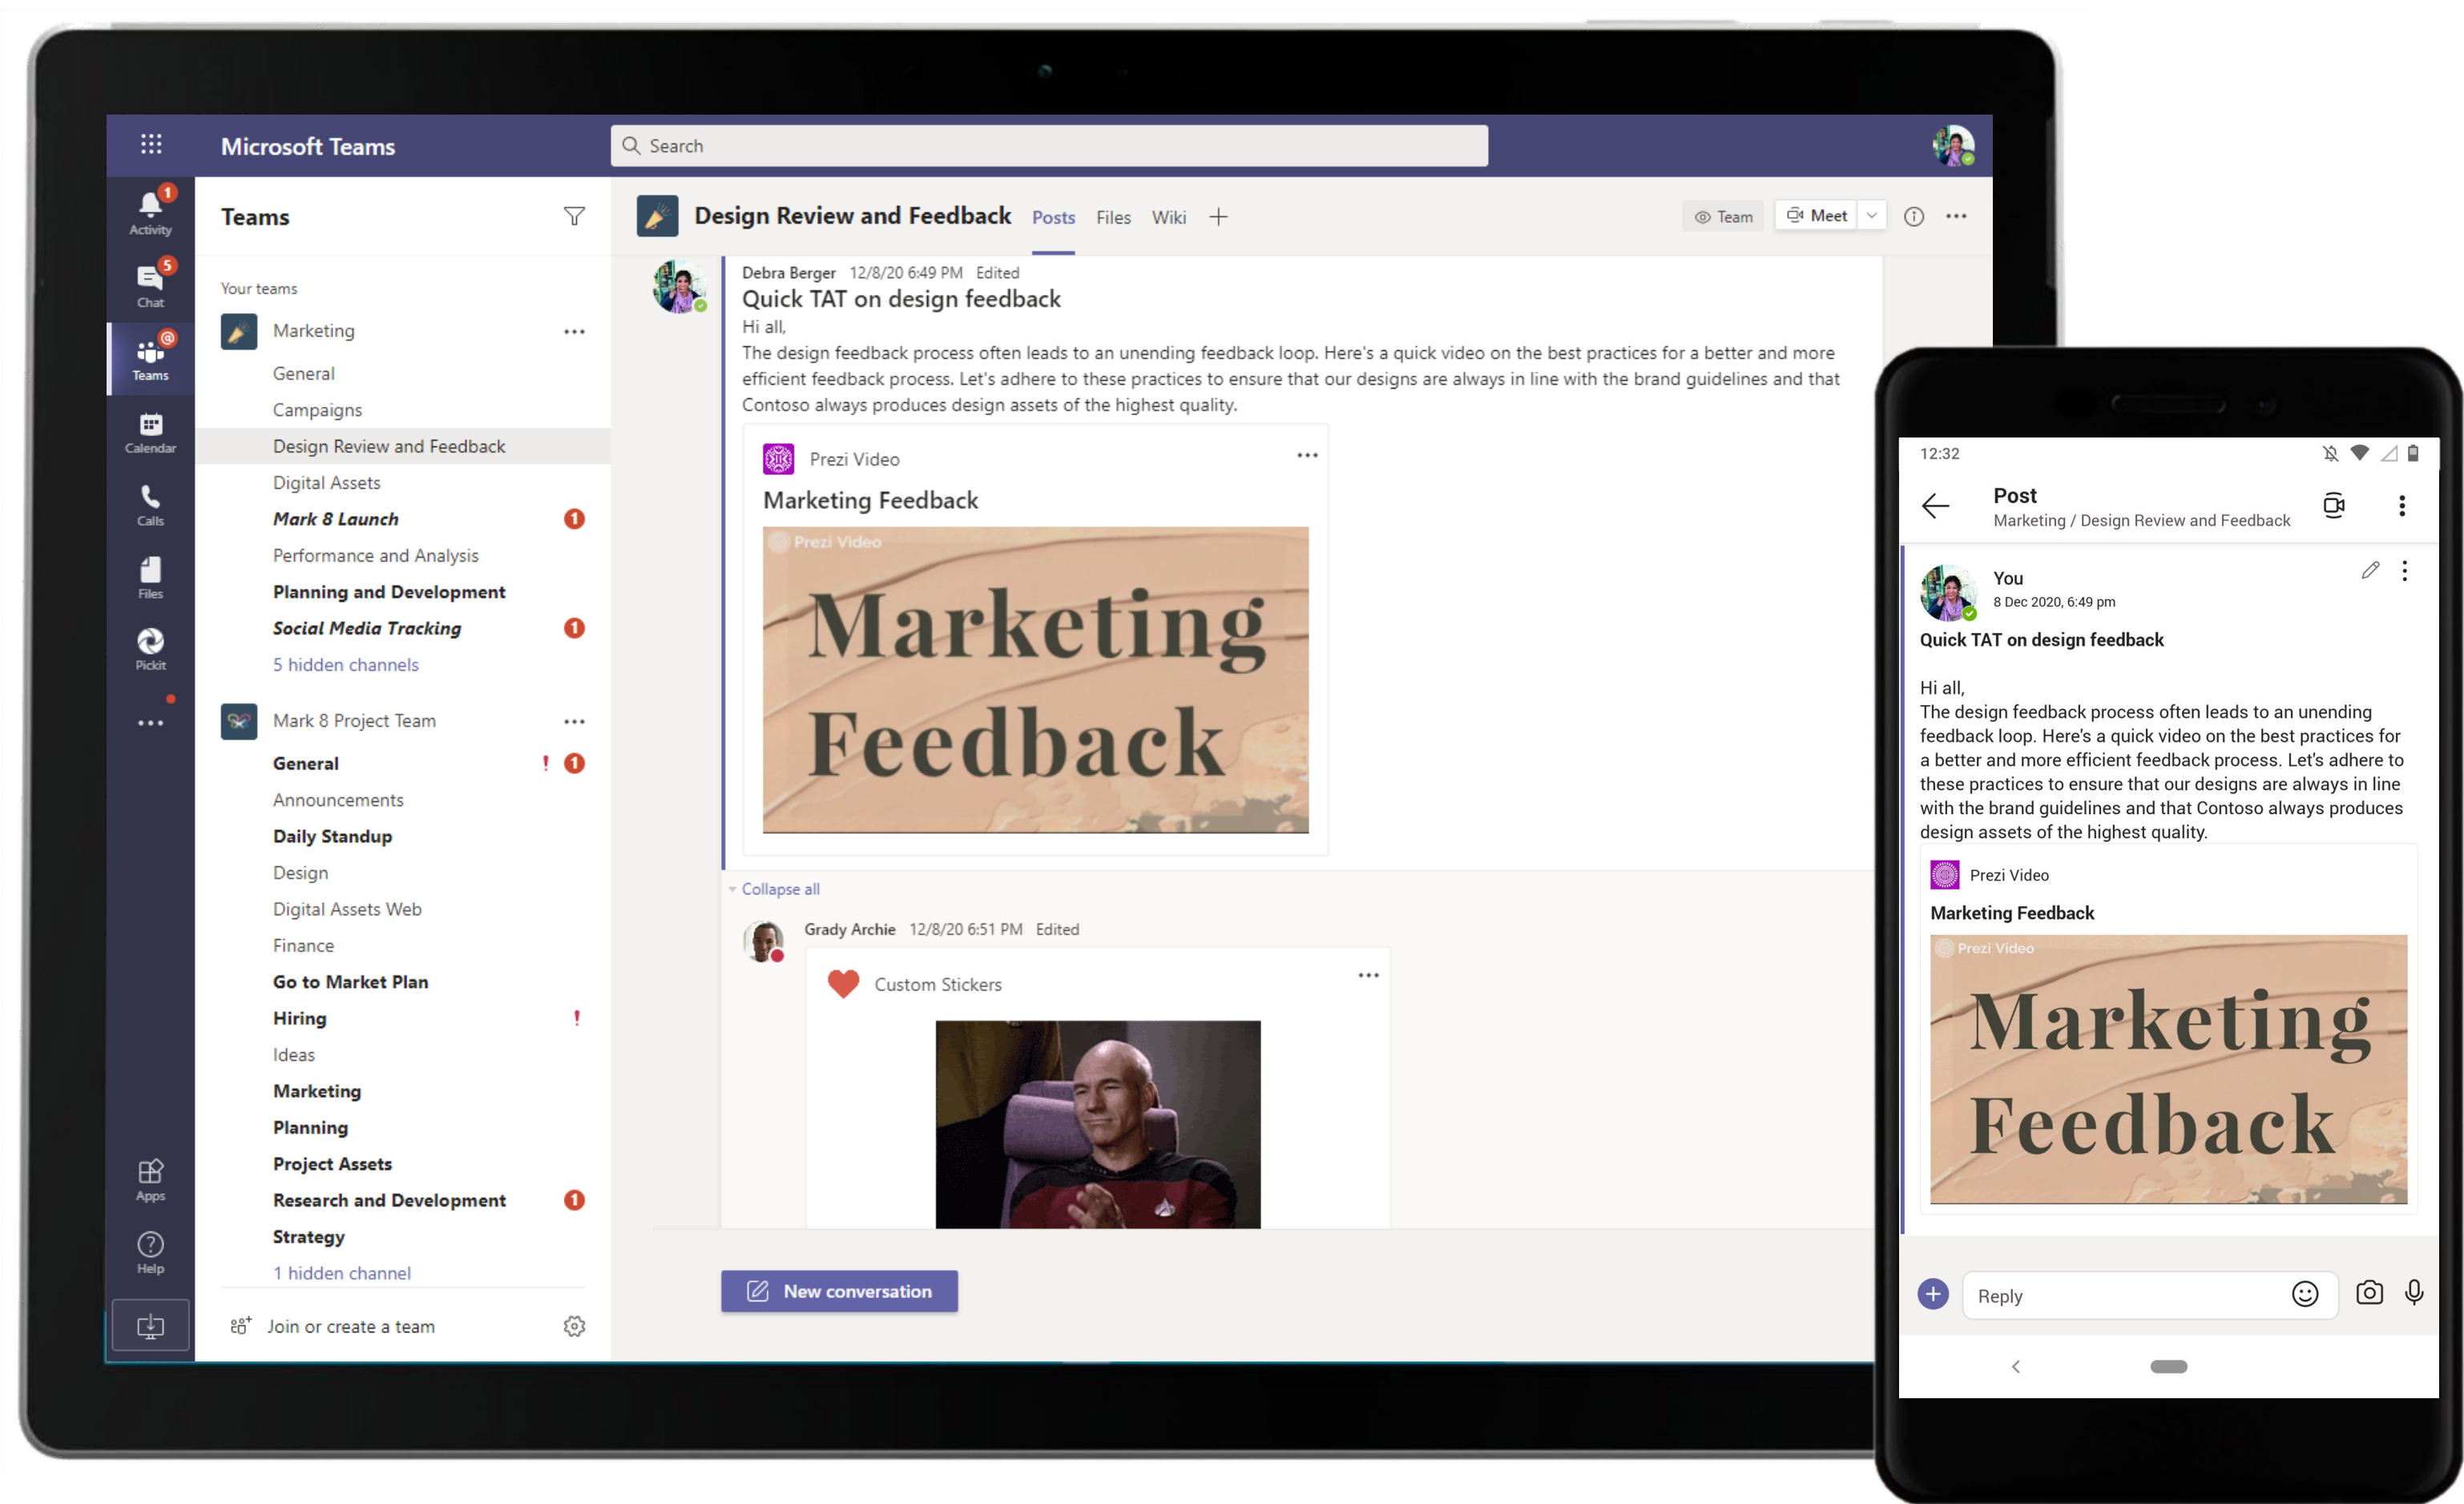 Microsoft Teams
Search
1
Activity
5
Chat
@
Teams
Calendar
Calls
Files
Pickit
Apps
Help
Teams
Your teams
Marketing
General
Campaigns
Design Review and Feedback
Digital Assets
Mark 8 Launch 1
Performance and Analysis
Planning and Development
Social Media Tracking 1
5 hidden channels
Mark 8 Project Team
General ! 1
Announcements
Daily Standup
Design
Digital Assets Web
Finance
Go to Market Plan
Hiring !
Ideas
Marketing
Planning
Project Assets
Research and Development 1
Strategy
1 hidden channel
Join or create a team
Design Review and Feedback Posts Files Wiki
Team Meet
Debra Berger 12/8/20 6:49 PM Edited
Quick TAT on design feedback
Hi all,
The design feedback process often leads to an unending feedback loop. Here's a quick video on the best practices for a better and more
efficient feedback process. Let's adhere to these practices to ensure that our designs are always in line with the brand guidelines and that
Contoso always produces design assets of the highest quality.
Prezi Video
Marketing Feedback
Prezi Video
Marketing
Feedback
Collapse all
Grady Archie 12/8/20 6:51 PM Edited
Custom Stickers
New conversation
12:32
Post
Marketing / Design Review and Feedback
You
8 Dec 2020, 6:49 pm
Quick TAT on design feedback
Hi all,
The design feedback process often leads to an unending
feedback loop. Here's a quick video on the best practices for
a better and more efficient feedback process. Let's adhere to
these practices to ensure that our designs are always in line
with the brand guidelines and that Contoso always produces
design assets of the highest quality.
Prezi Video
Marketing Feedback
Prezi Video
Marketing
Feedback
Reply